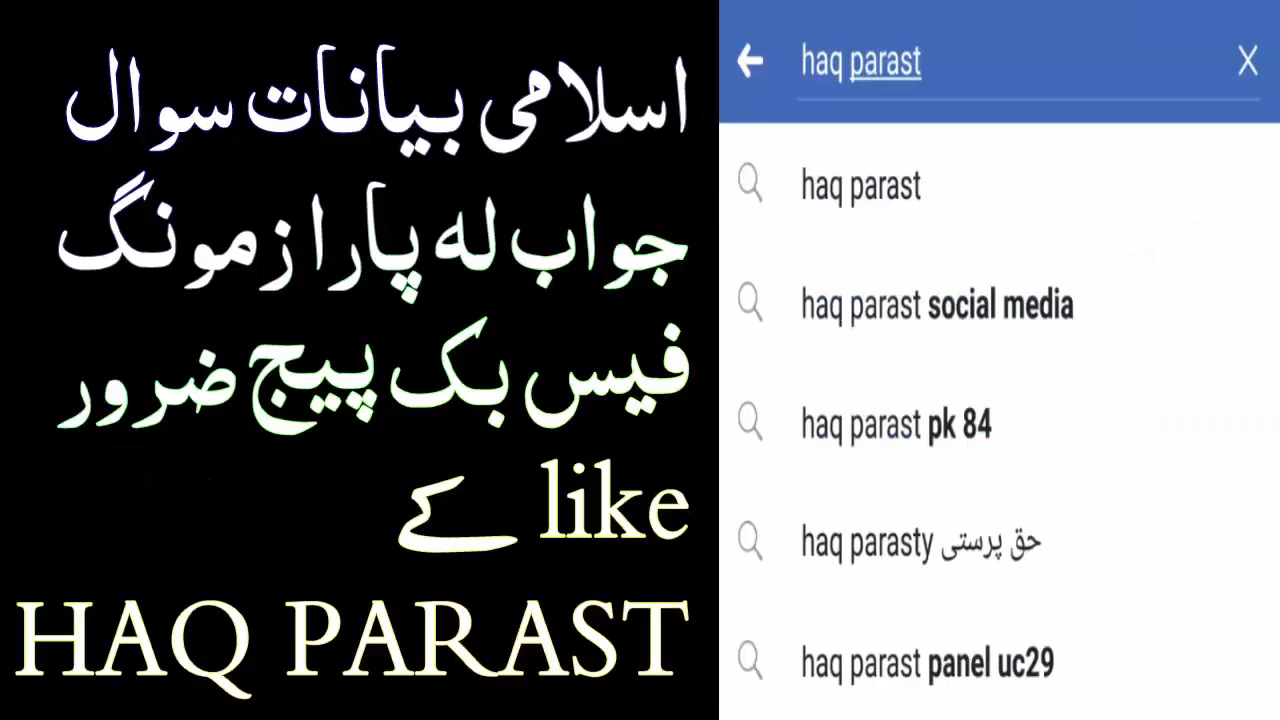 اسلامی بیانات سوال
جواب له پارا زمونگ
فیس بک پیج ضرور
like کے
HAQ PARAST
haq parast
X
haq parast
haq parast social media
haq parast pk 84
haq parasty حق پرستی
haq parast panel uc29